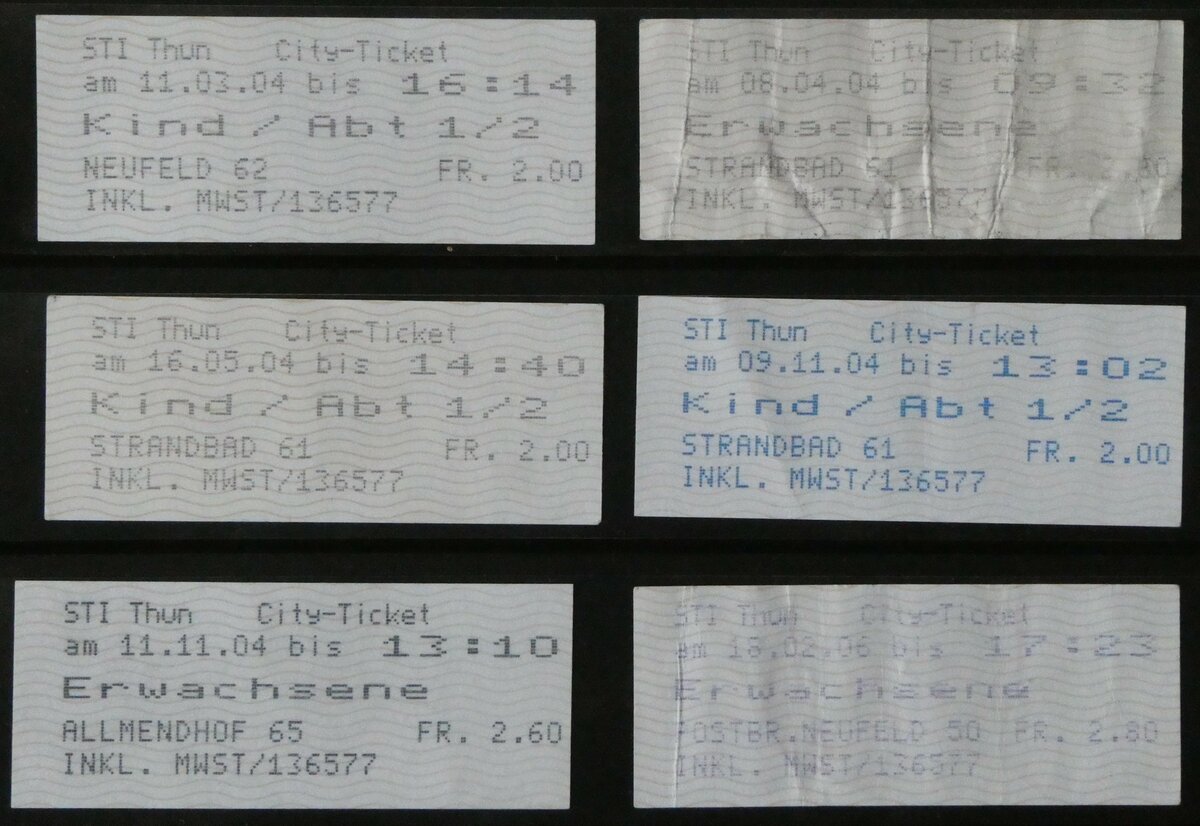 STI Thun City-Ticket
am 11.03.04 bis 16:14
Kind / Abt 1/2
NEUFELD 62 FR. 2.00
INKL. MWST/136577
STI Thun City-Ticket
am 08.04.04 bis 09:32
Erwachsene
STRANDBAD 61 FR.
INKL. MWST/136577
STI Thun City-Ticket
am 16.05.04 bis 14:40
Kind / Abt 1/2
STRANDBAD 61 FR. 2.00
INKL. MWST/136577
STI Thun City-Ticket
am 09.11.04 bis 13:02
Kind / Abt 1/2
STRANDBAD 61 FR. 2.00
INKL. MWST/136577
STI Thun City-Ticket
am 11.11.04 bis 13:10
Erwachsene
ALLMENDHOF 65 FR. 2.60
INKL. MWST/136577
STI Thun City-Ticket
am 18.02.06 bis 17:23
Erwachsene
POSTBR.NEUFELD 50 FR. 2.80
INKL. MWST/136577